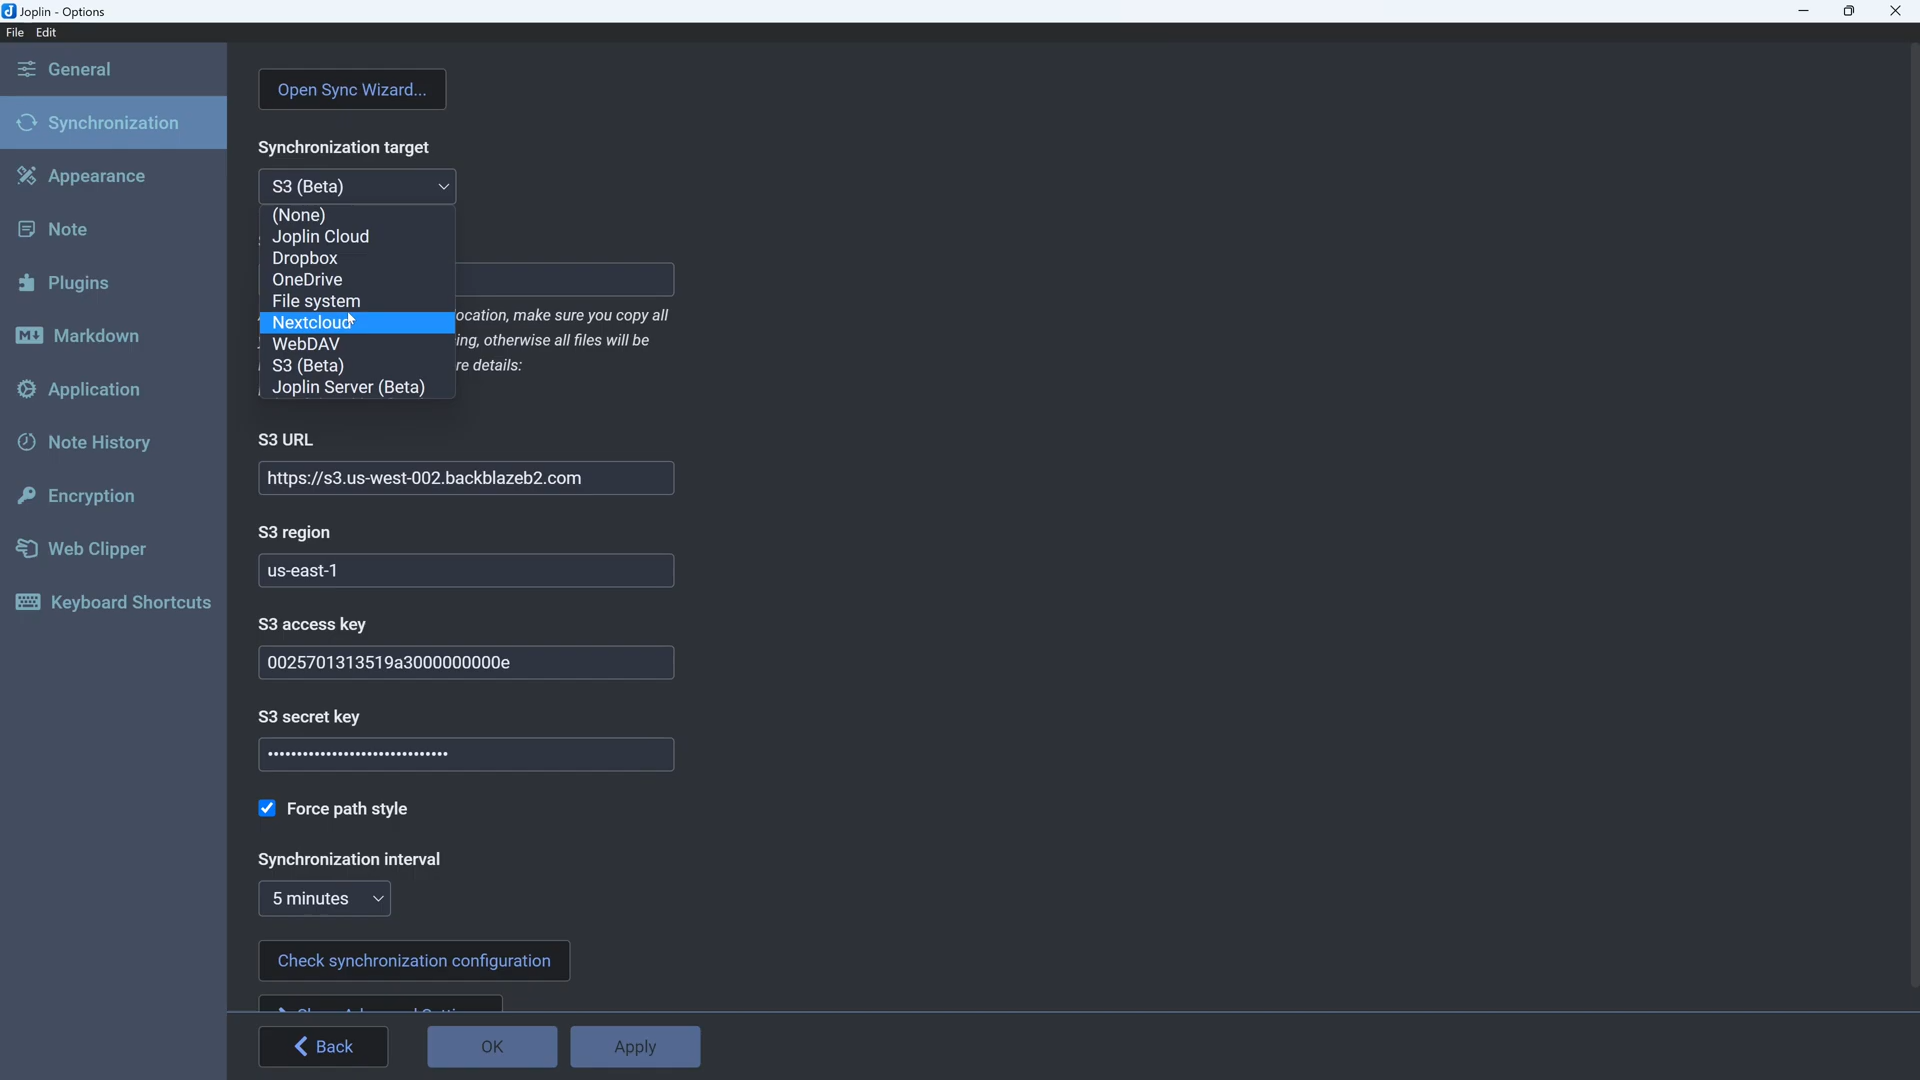 Joplin - Options
File Edit
General
Synchronization
Appearance
Note
Plugins
Markdown
Application
Note History
Encryption
Web Clipper
Keyboard Shortcuts
Open Sync Wizard...
Synchronization target
S3 (Beta)
(None)
Joplin Cloud
Dropbox
OneDrive
File system
Nextcloud
WebDAV
S3 (Beta)
Joplin Server (Beta)
ocation, make sure you copy all
ing, otherwise all files will be
re details:
S3 URL
https://s3.us-west-002.backblazeb2.com
S3 region
us-east-1
S3 access key
0025701313519a3000000000e
S3 secret key
•••••••••••••••••••••••••••••••
Force path style
Synchronization interval
5 minutes
Check synchronization configuration
Back
OK
Apply